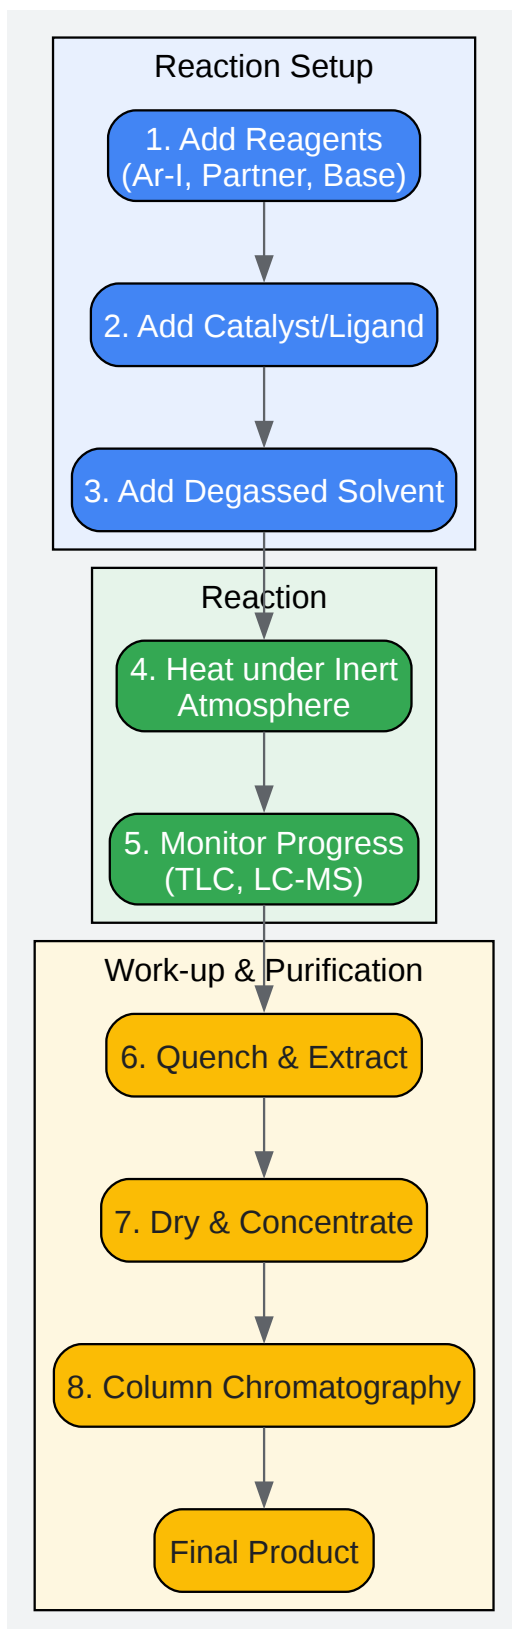 Reaction Setup
1. Add Reagents
(Ar-I, Partner, Base)
2. Add Catalyst/Ligand
3. Add Degassed Solvent
Reaction
4. Heat under Inert
Atmosphere
5. Monitor Progress
(TLC, LC-MS)
Work-up & Purification
6. Quench & Extract
7. Dry & Concentrate
8. Column Chromatography
Final Product